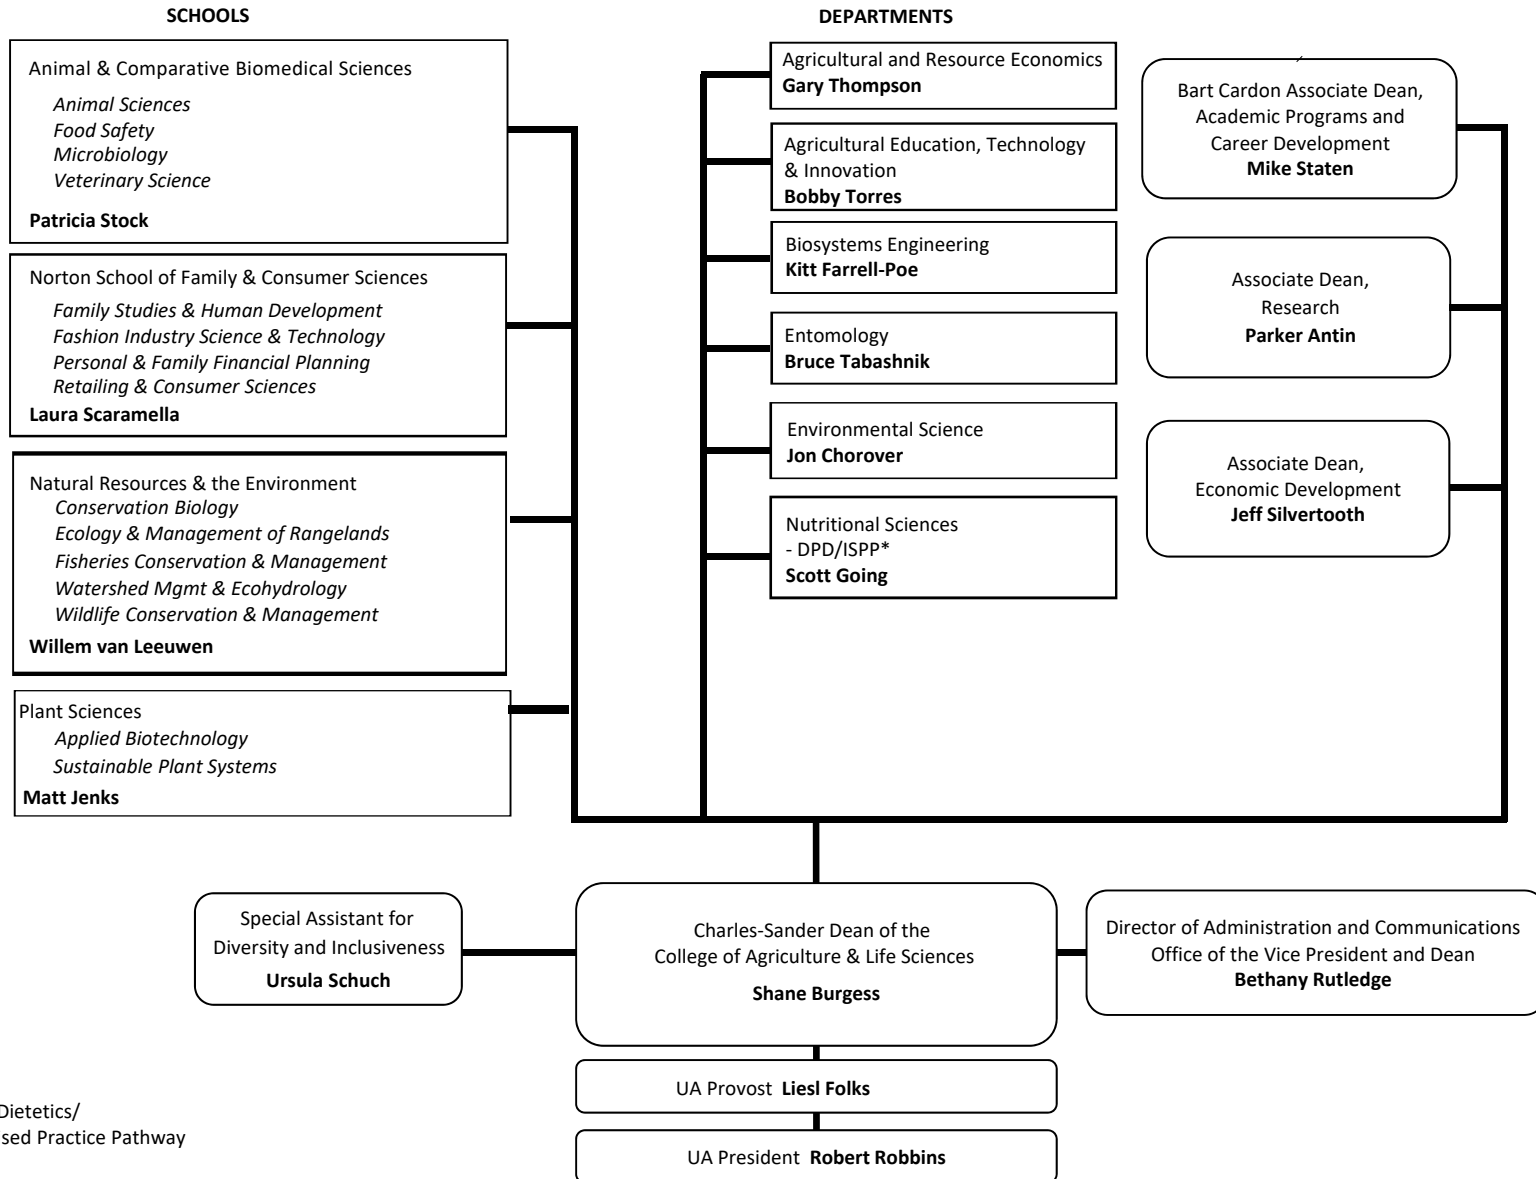 SCHOOLS
Animal & Comparative Biomedical Sciences
Animal Sciences
Food Safety
Microbiology
Veterinary Science
Patricia Stock
Norton School of Family & Consumer Sciences
Family Studies & Human Development
Fashion Industry Science & Technology
Personal & Family Financial Planning
Retailing & Consumer Sciences
Laura Scaramella
Natural Resources & the Environment
Conservation Biology
Ecology & Management of Rangelands
Fisheries Conservation & Management
Watershed Mgmt & Ecohydrology
Wildlife Conservation & Management
Willem van Leeuwen
Plant Sciences
Applied Biotechnology
Sustainable Plant Systems
Matt Jenks
DEPARTMENTS
Agricultural and Resource Economics
Gary Thompson
Agricultural Education, Technology
& Innovation
Bobby Torres
Biosystems Engineering
Kitt Farrell-Poe
Entomology
Bruce Tabashnik
Environmental Science
Jon Chorover
Nutritional Sciences
- DPD/ISPP*
Scott Going
Bart Cardon Associate Dean,
Academic Programs and
Career Development
Mike Staten
Associate Dean,
Research
Parker Antin
Associate Dean,
Economic Development
Jeff Silvertooth
Special Assistant for
Diversity and Inclusiveness
Ursula Schuch
Charles-Sander Dean of the
College of Agriculture & Life Sciences
Shane Burgess
Director of Administration and Communications
Office of the Vice President and Dean
Bethany Rutledge
UA Provost Liesl Folks
UA President Robert Robbins
Dietetics/
sed Practice Pathway